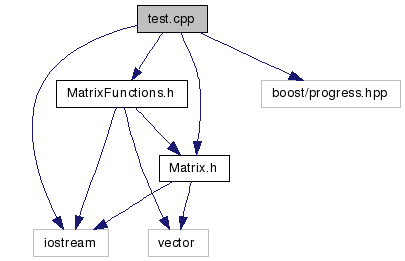 test.cpp
MatrixFunctions.h
boost/progress.hpp
Matrix.h
iostream
vector